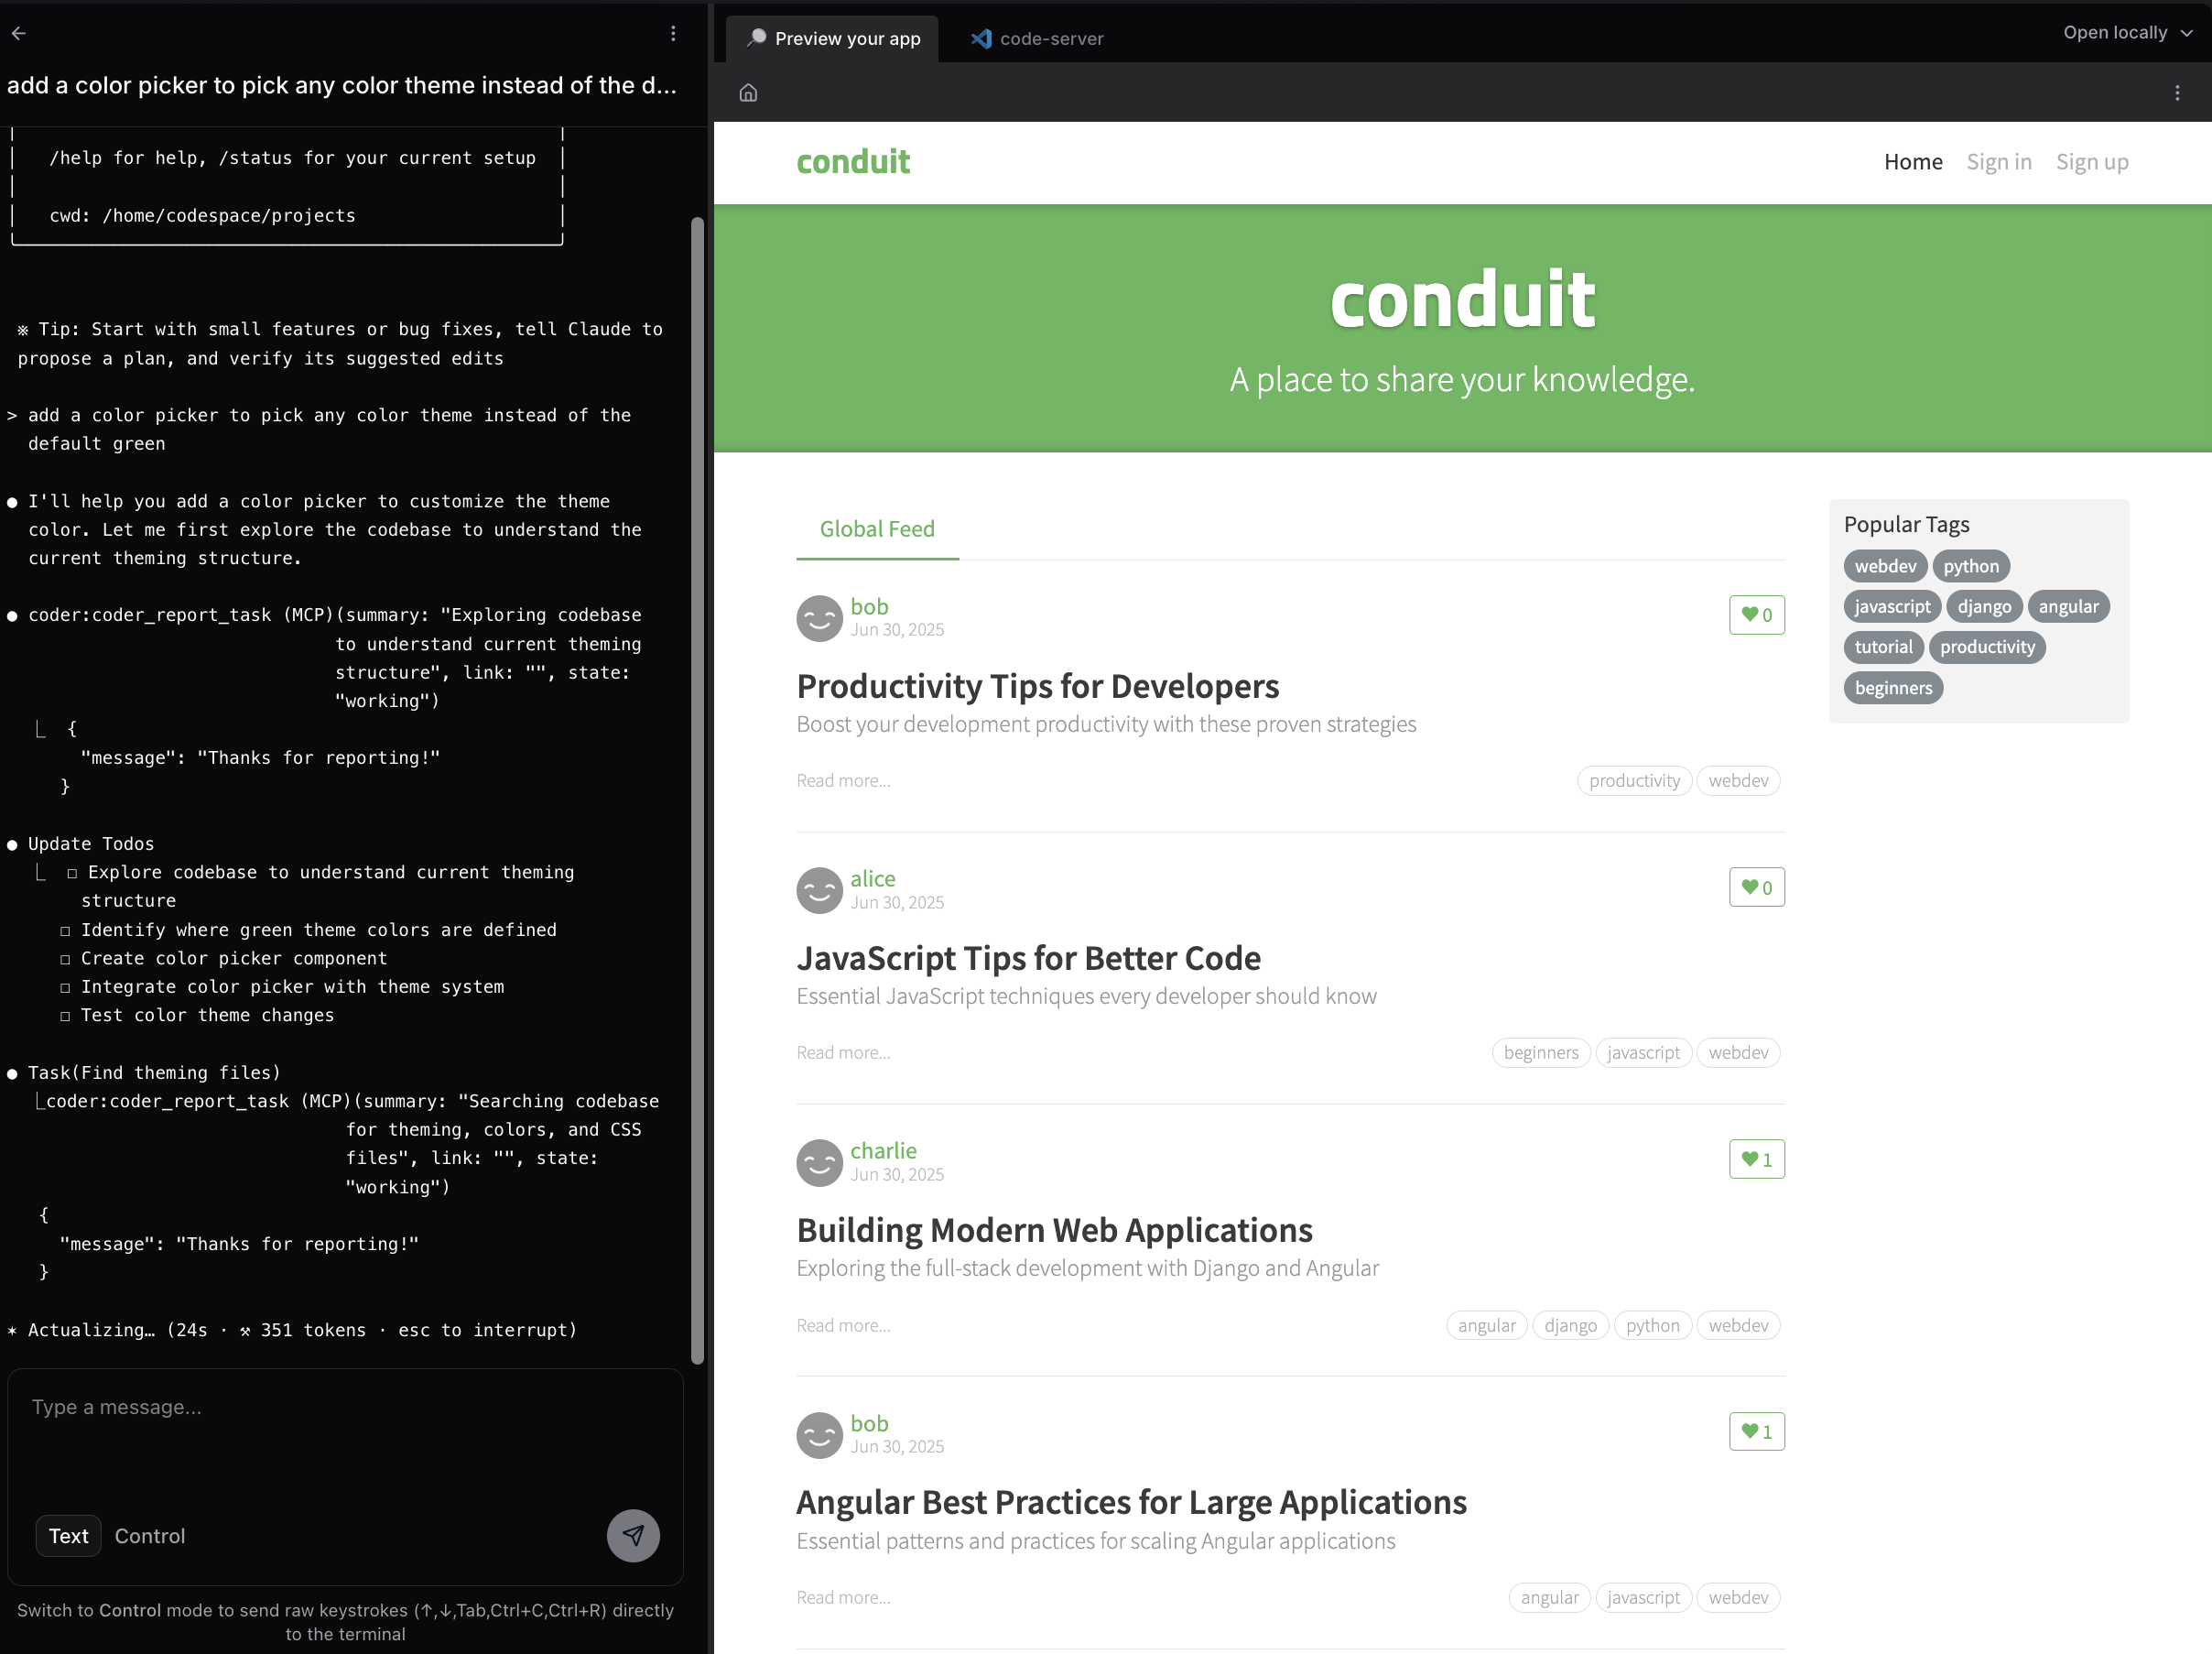 add a color picker to pick any color theme instead of the d...
/help for help, /status for your current setup
cwd: /home/codespace/projects
※ Tip: Start with small features or bug fixes, tell Claude to
propose a plan, and verify its suggested edits
> add a color picker to pick any color theme instead of the
default green
● I'll help you add a color picker to customize the theme
color. Let me first explore the codebase to understand the
current theming structure.
● coder:coder_report_task (MCP)(summary: "Exploring codebase
to understand current theming
structure", link: "", state:
"working")
⎿  {
"message": "Thanks for reporting!"
}
● Update Todos
⎿  ☐ Explore codebase to understand current theming
structure
☐ Identify where green theme colors are defined
☐ Create color picker component
☐ Integrate color picker with theme system
☐ Test color theme changes
● Task(Find theming files)
⎿coder:coder_report_task (MCP)(summary: "Searching codebase
for theming, colors, and CSS
files", link: "", state:
"working")
{
"message": "Thanks for reporting!"
}
✶ Actualizing… (24s · ⚒ 351 tokens · esc to interrupt)
Type a message...
Text Control
Switch to Control mode to send raw keystrokes (↑,↓,Tab,Ctrl+C,Ctrl+R) directly
to the terminal
Preview your app code-server Open locally
conduit Home Sign in Sign up
conduit
A place to share your knowledge.
Global Feed
bob
Jun 30, 2025
0
Productivity Tips for Developers
Boost your development productivity with these proven strategies
Read more... productivity webdev
alice
Jun 30, 2025
0
JavaScript Tips for Better Code
Essential JavaScript techniques every developer should know
Read more... beginners javascript webdev
charlie
Jun 30, 2025
1
Building Modern Web Applications
Exploring the full-stack development with Django and Angular
Read more... angular django python webdev
bob
Jun 30, 2025
1
Angular Best Practices for Large Applications
Essential patterns and practices for scaling Angular applications
Read more... angular javascript webdev
Popular Tags
webdev python
javascript django angular
tutorial productivity
beginners